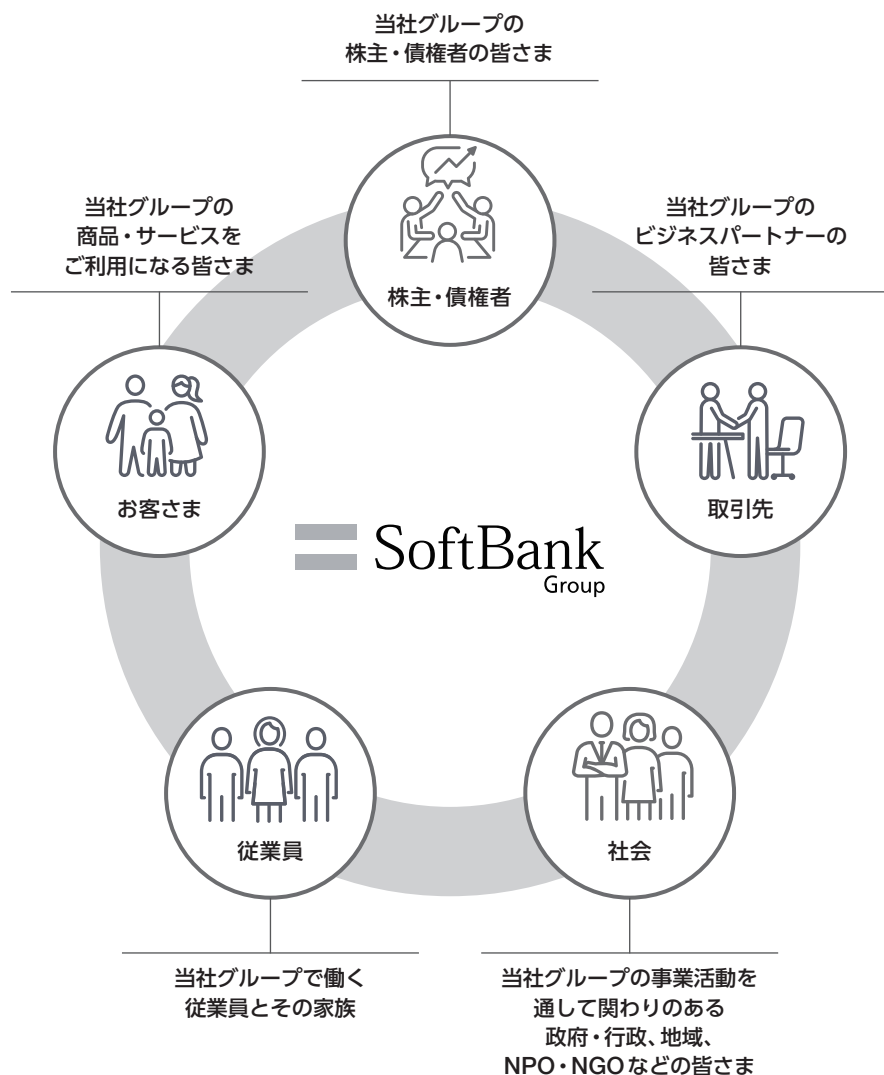 当社グループの
株主・債権者の皆さま
株主・債権者
当社グループの
商品・サービスを
ご利用になる皆さま
お客さま
当社グループの
ビジネスパートナーの
皆さま
取引先
SoftBank
Group
従業員
当社グループで働く
従業員とその家族
社会
当社グループの事業活動を
通して関わりのある
政府・行政、地域、
NPO・NGOなどの皆さま